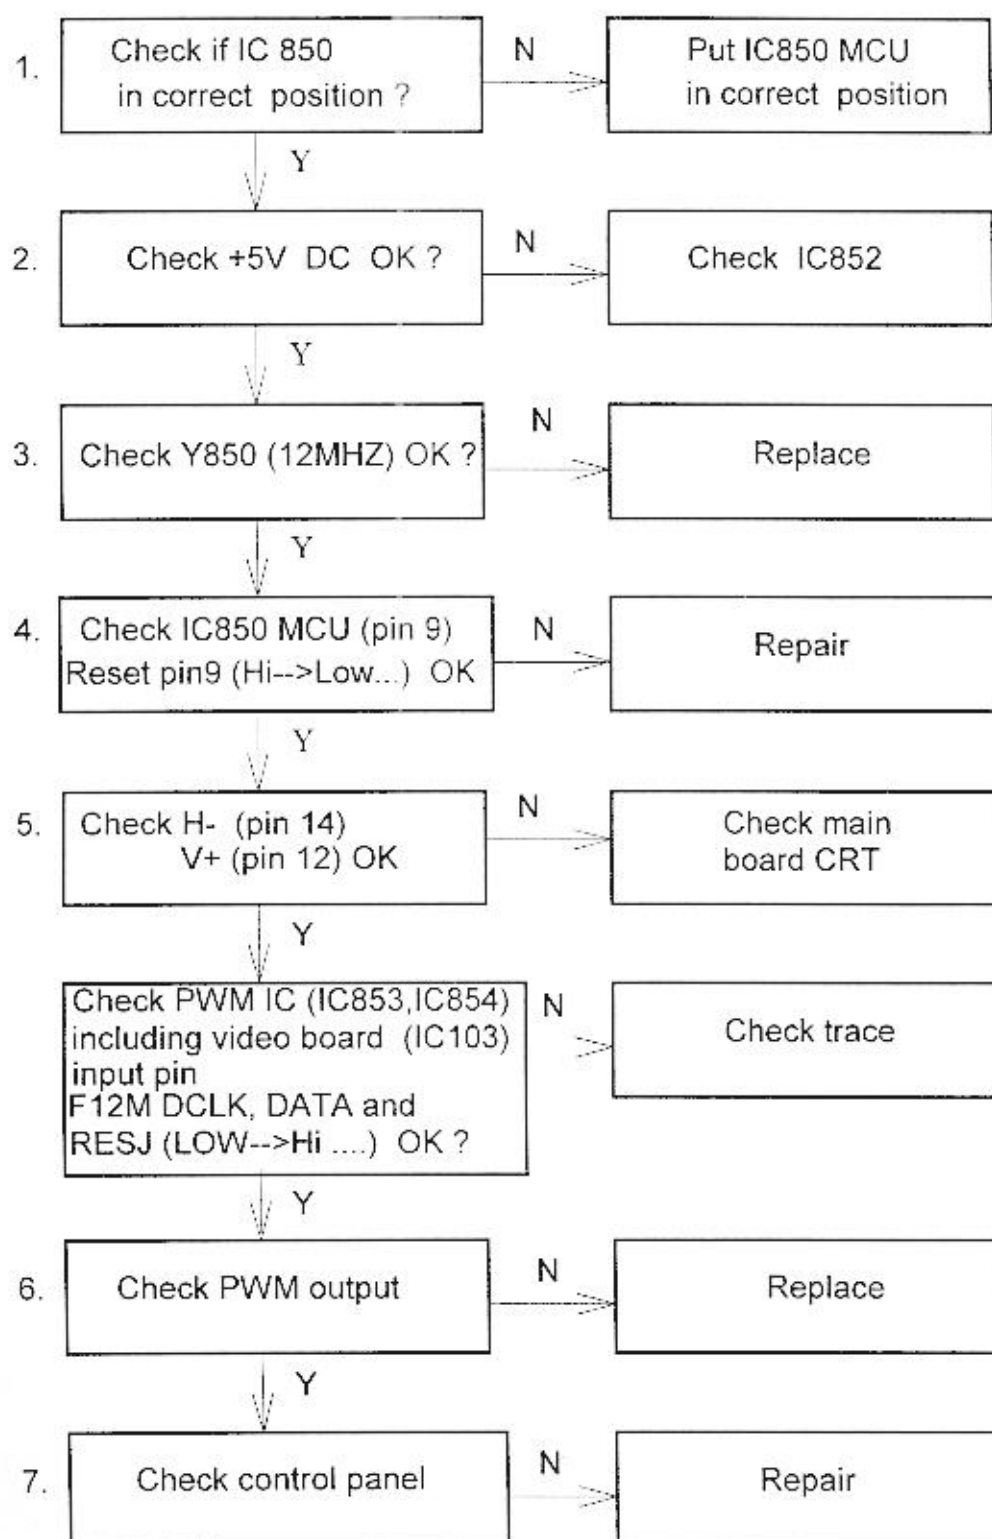 1.
Check if IC 850
in correct position ?
N
Put IC850 MCU
in correct position
Y
2.
Check +5V DC OK ?
N
Check IC852
Y
3.
Check Y850 (12MHZ) OK ?
N
Replace
Y
4.
Check IC850 MCU (pin 9)
Reset pin9 (Hi-->Low...) OK
N
Repair
Y
5.
Check H- (pin 14)
V+ (pin 12) OK
N
Check main
board CRT
Y
Check PWM IC (IC853,IC854)
including video board (IC103)
input pin
F12M DCLK, DATA and
RESJ (LOW-->Hi ....) OK ?
N
Check trace
Y
6.
Check PWM output
N
Replace
Y
7.
Check control panel
N
Repair